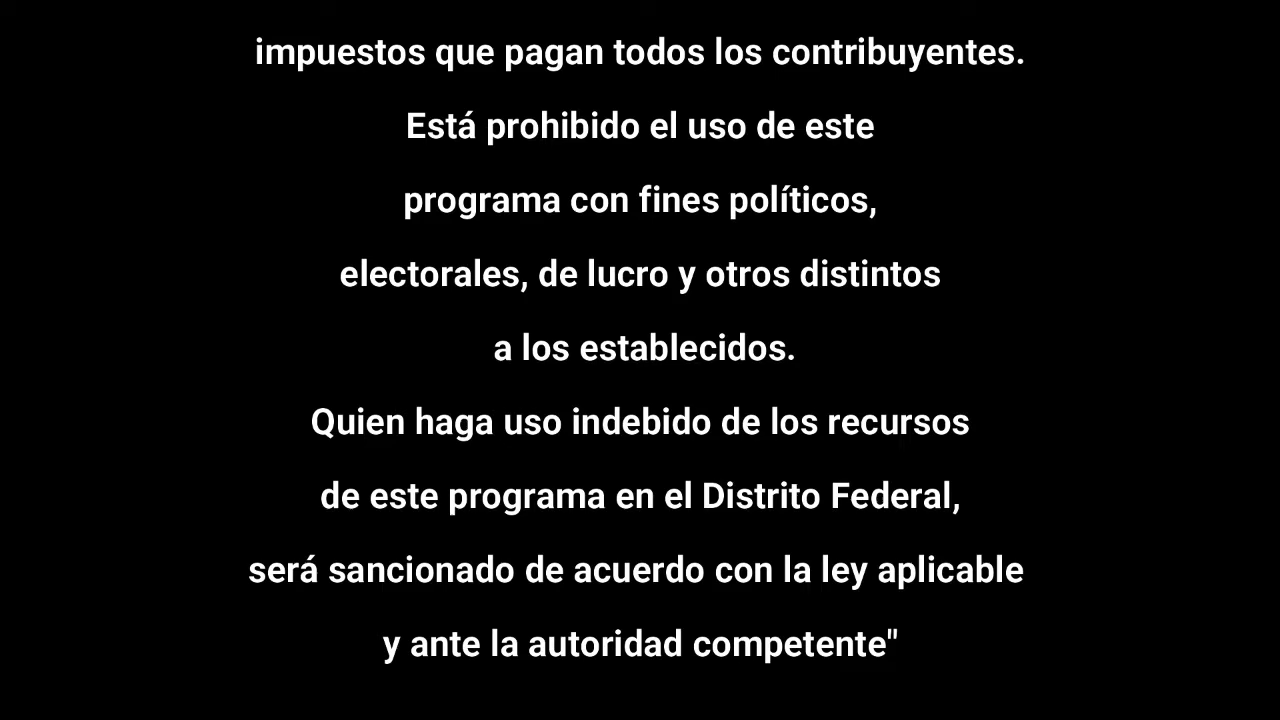 impuestos que pagan todos los contribuyentes.
Está prohibido el uso de este
programa con fines políticos,
electorales, de lucro y otros distintos
a los establecidos.
Quien haga uso indebido de los recursos
de este programa en el Distrito Federal,
será sancionado de acuerdo con la ley aplicable
y ante la autoridad competente"